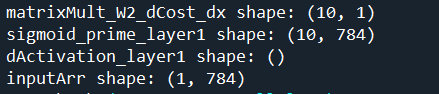 matrixMult_W2_dCost_dx shape: (10, 1)
sigmoid_prime_layer1 shape: (10, 784)
dActivation_layer1 shape: ()
inputArr shape: (1, 784)